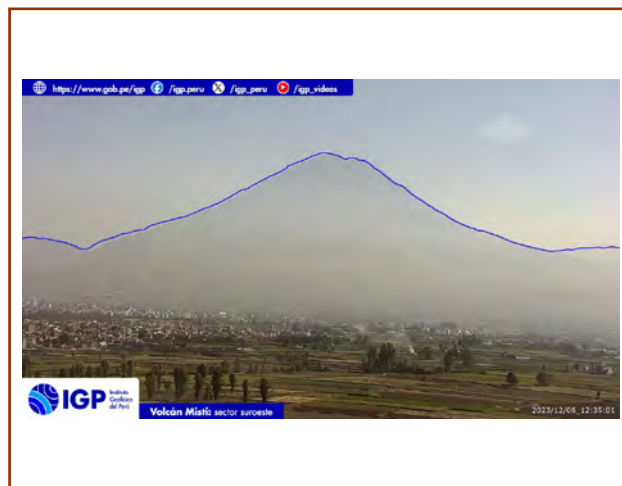 https://www.gob.pe/igp /igp.peru /igp_peru /igp_videos
IGP
Instituto
Geofísico
del Perú
Volcán Misti: sector suroeste
2023/12/06_12:35:01